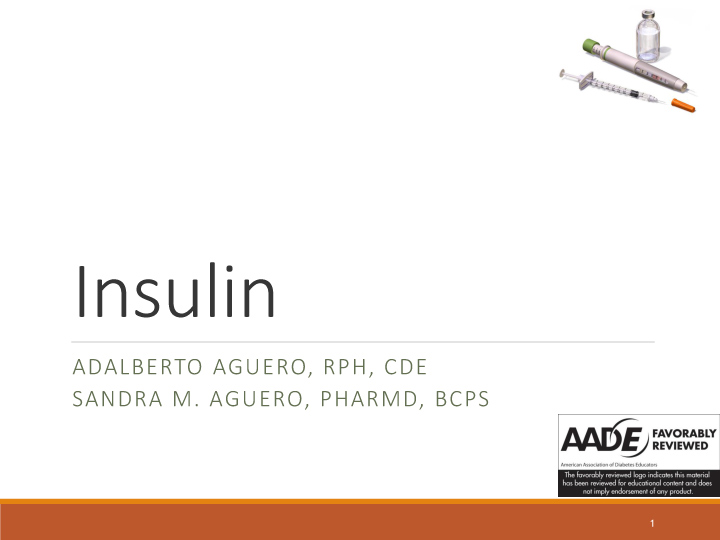 Insulin
ADALBERTO AGUERO, RPH, CDE
SANDRA M. AGUERO, PHARMD, BCPS
AADE FAVORABLY
REVIEWED
American Association of Diabetes Educators
The favorably reviewed logo indicates this material
has been reviewed for educational content and does
not imply endorsement of any product.
1